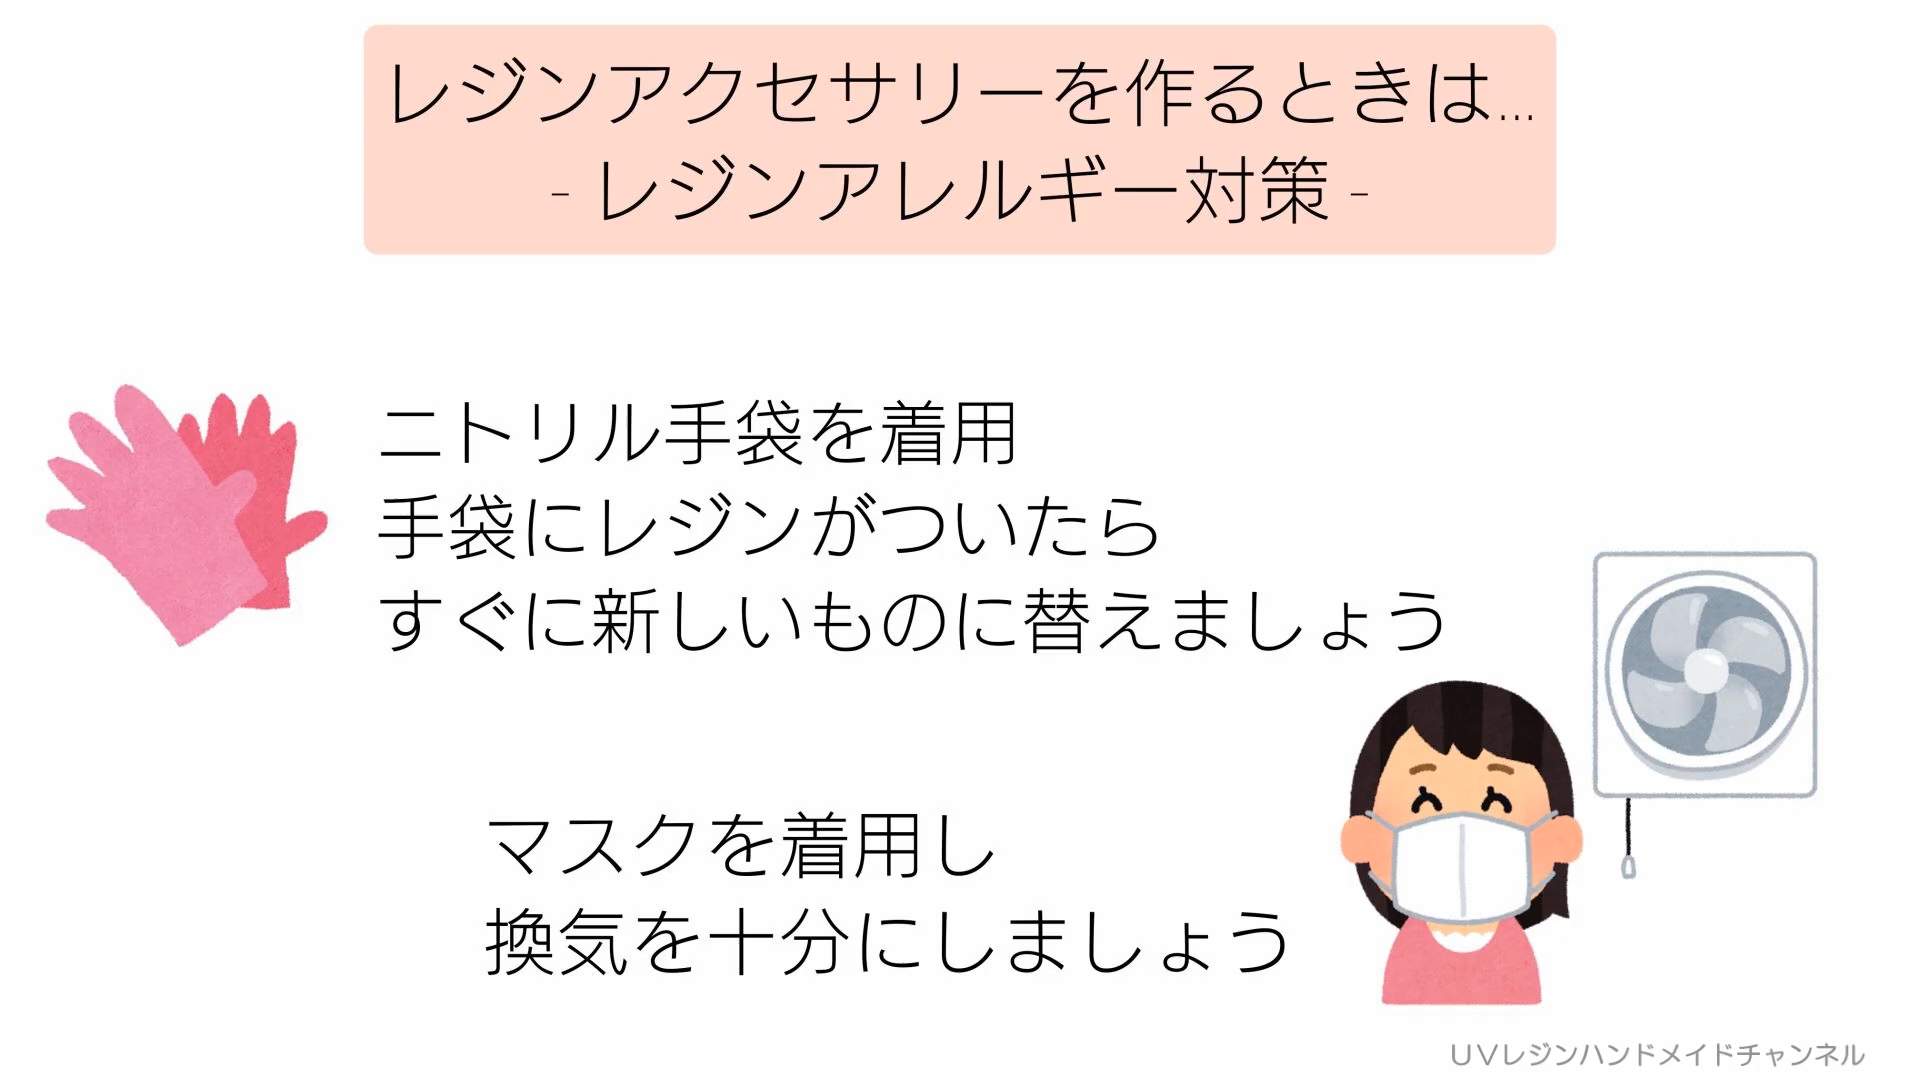 レジンアクセサリーを作るときは...
- レジンアレルギー対策 -
ニトリル手袋を着用
手袋にレジンがついたら
すぐに新しいものに替えましょう
マスクを着用し
換気を十分にしましょう
UVレジンハンドメイドチャンネル